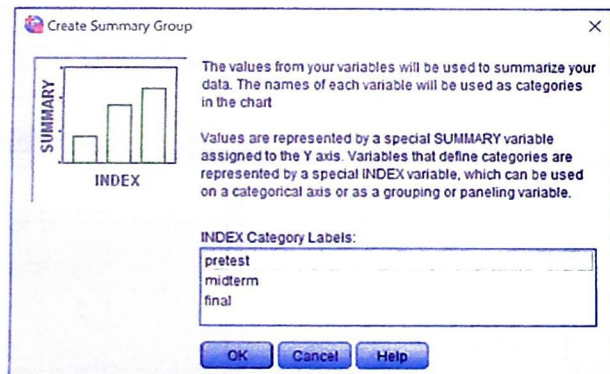 Create Summary Group
SUMMARY
INDEX
The values from your variables will be used to summarize your
data. The names of each variable will be used as categories
in the chart
Values are represented by a special SUMMARY variable
assigned to the Y axis. Variables that define categories are
represented by a special INDEX variable, which can be used
on a categorical axis or as a grouping or paneling variable.
INDEX Category Labels:
pretest
midterm
final
OK Cancel Help